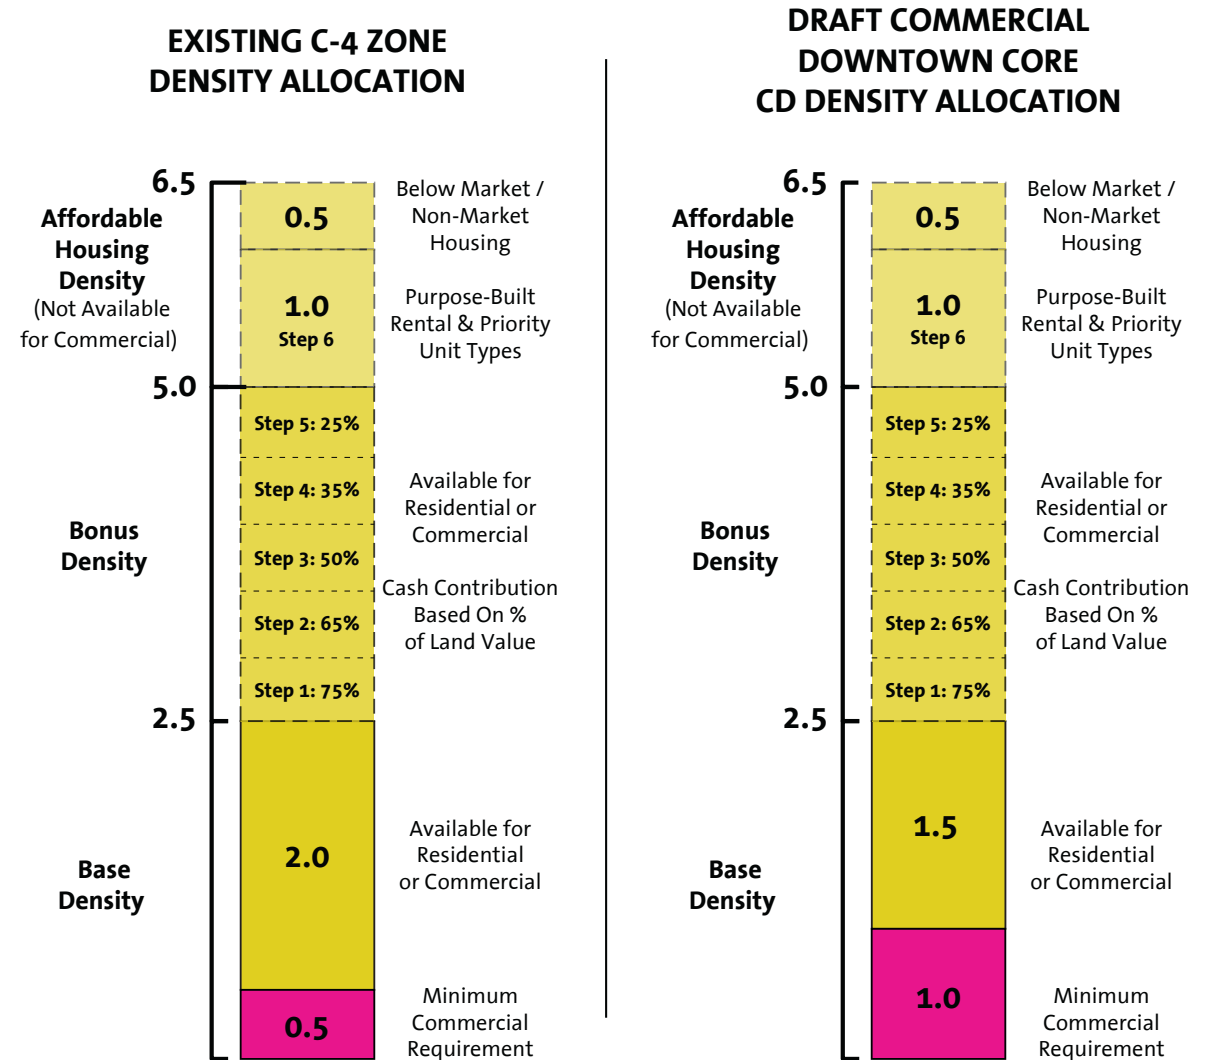 EXISTING C-4 ZONE
DENSITY ALLOCATION
6.5
Affordable
Housing
Density
(Not Available
for Commercial)
0.5
Below Market /
Non-Market
Housing
1.0
Step 6
Purpose-Built
Rental & Priority
Unit Types
5.0
Step 5: 25%
Step 4: 35%
Step 3: 50%
Step 2: 65%
Step 1: 75%
Bonus
Density
Available for
Residential or
Commercial
Cash Contribution
Based On %
of Land Value
2.5
Base
Density
2.0
Available for
Residential
or Commercial
0.5
Minimum
Commercial
Requirement
DRAFT COMMERCIAL
DOWNTOWN CORE
CD DENSITY ALLOCATION
6.5
Affordable
Housing
Density
(Not Available
for Commercial)
0.5
Below Market /
Non-Market
Housing
1.0
Step 6
Purpose-Built
Rental & Priority
Unit Types
5.0
Step 5: 25%
Step 4: 35%
Step 3: 50%
Step 2: 65%
Step 1: 75%
Bonus
Density
Available for
Residential or
Commercial
Cash Contribution
Based On %
of Land Value
2.5
Base
Density
1.5
Available for
Residential
or Commercial
1.0
Minimum
Commercial
Requirement